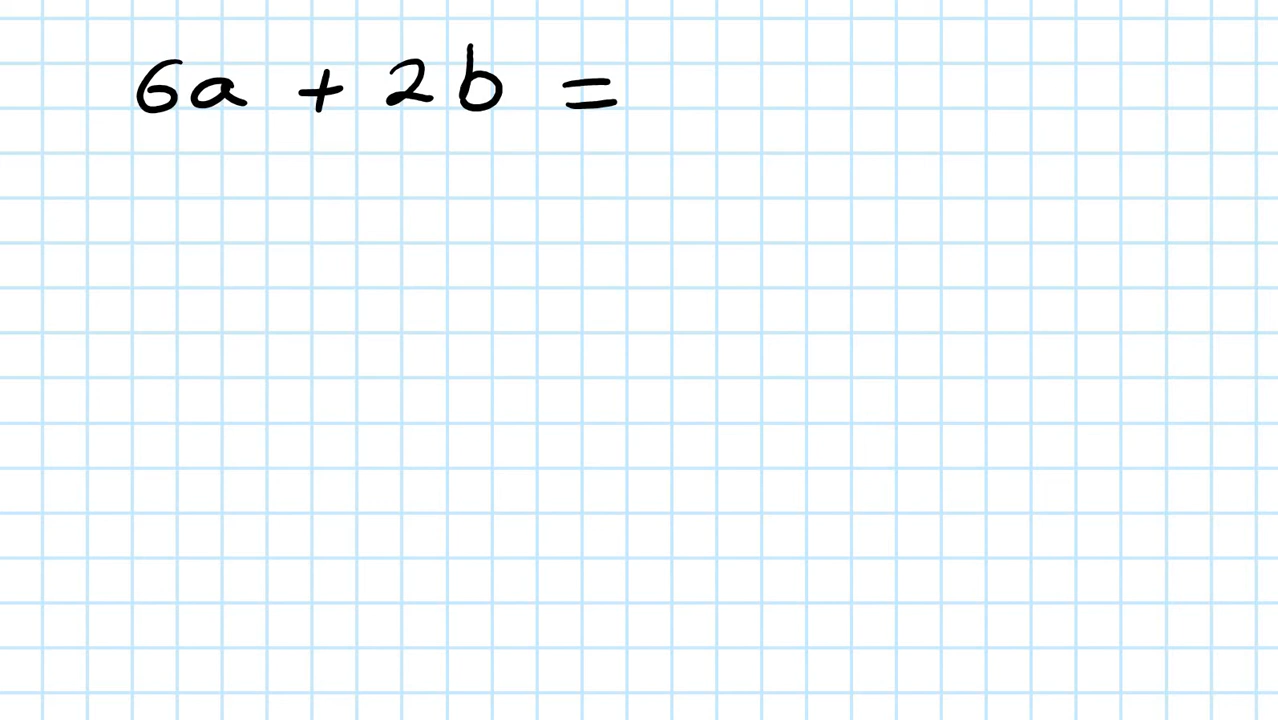 6a + 2b =